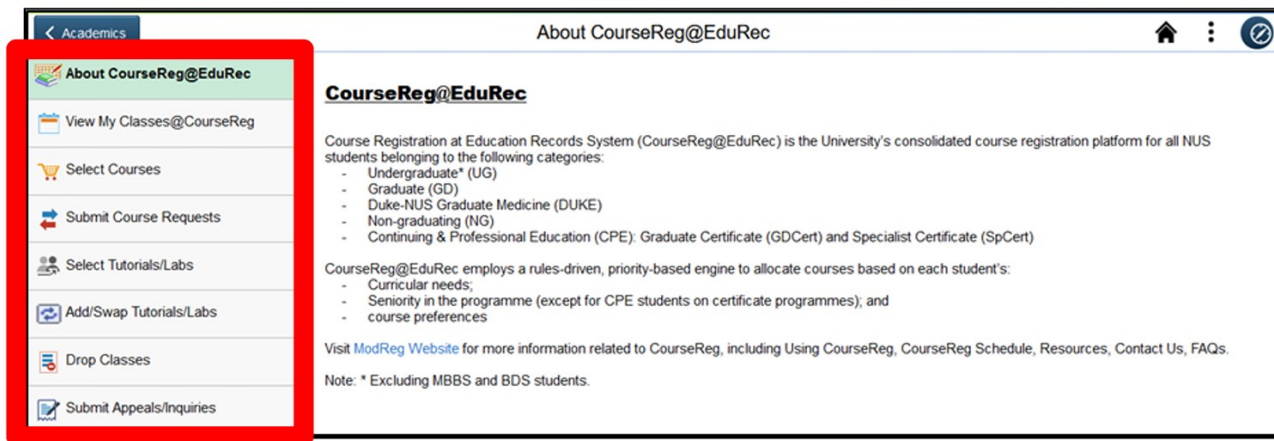 Academics
About CourseReg@EduRec
About CourseReg@EduRec
View My Classes@CourseReg
Select Courses
Submit Course Requests
Select Tutorials/Labs
Add/Swap Tutorials/Labs
Drop Classes
Submit Appeals/Inquiries
CourseReg@EduRec
Course Registration at Education Records System (CourseReg@EduRec) is the University's consolidated course registration platform for all NUS
students belonging to the following categories:
- Undergraduate* (UG)
- Graduate (GD)
- Duke-NUS Graduate Medicine (DUKE)
- Non-graduating (NG)
- Continuing & Professional Education (CPE): Graduate Certificate (GDCert) and Specialist Certificate (SpCert)
CourseReg@EduRec employs a rules-driven, priority-based engine to allocate courses based on each student's:
- Curricular needs;
- Seniority in the programme (except for CPE students on certificate programmes); and
- course preferences
Visit ModReg Website for more information related to CourseReg, including Using CourseReg, CourseReg Schedule, Resources, Contact Us, FAQs.
Note: * Excluding MBBS and BDS students.